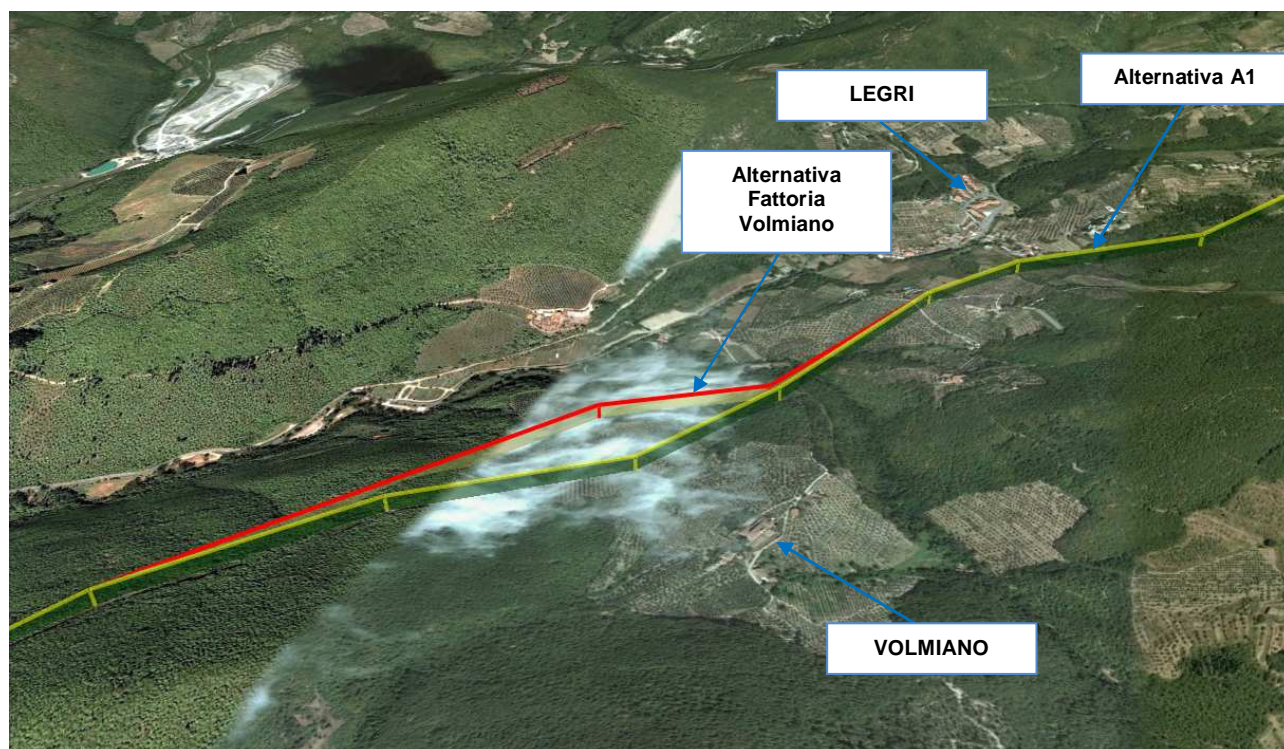 Alternativa A1
LEGRI
Alternativa
Fattoria
Volmiano
VOLMIANO